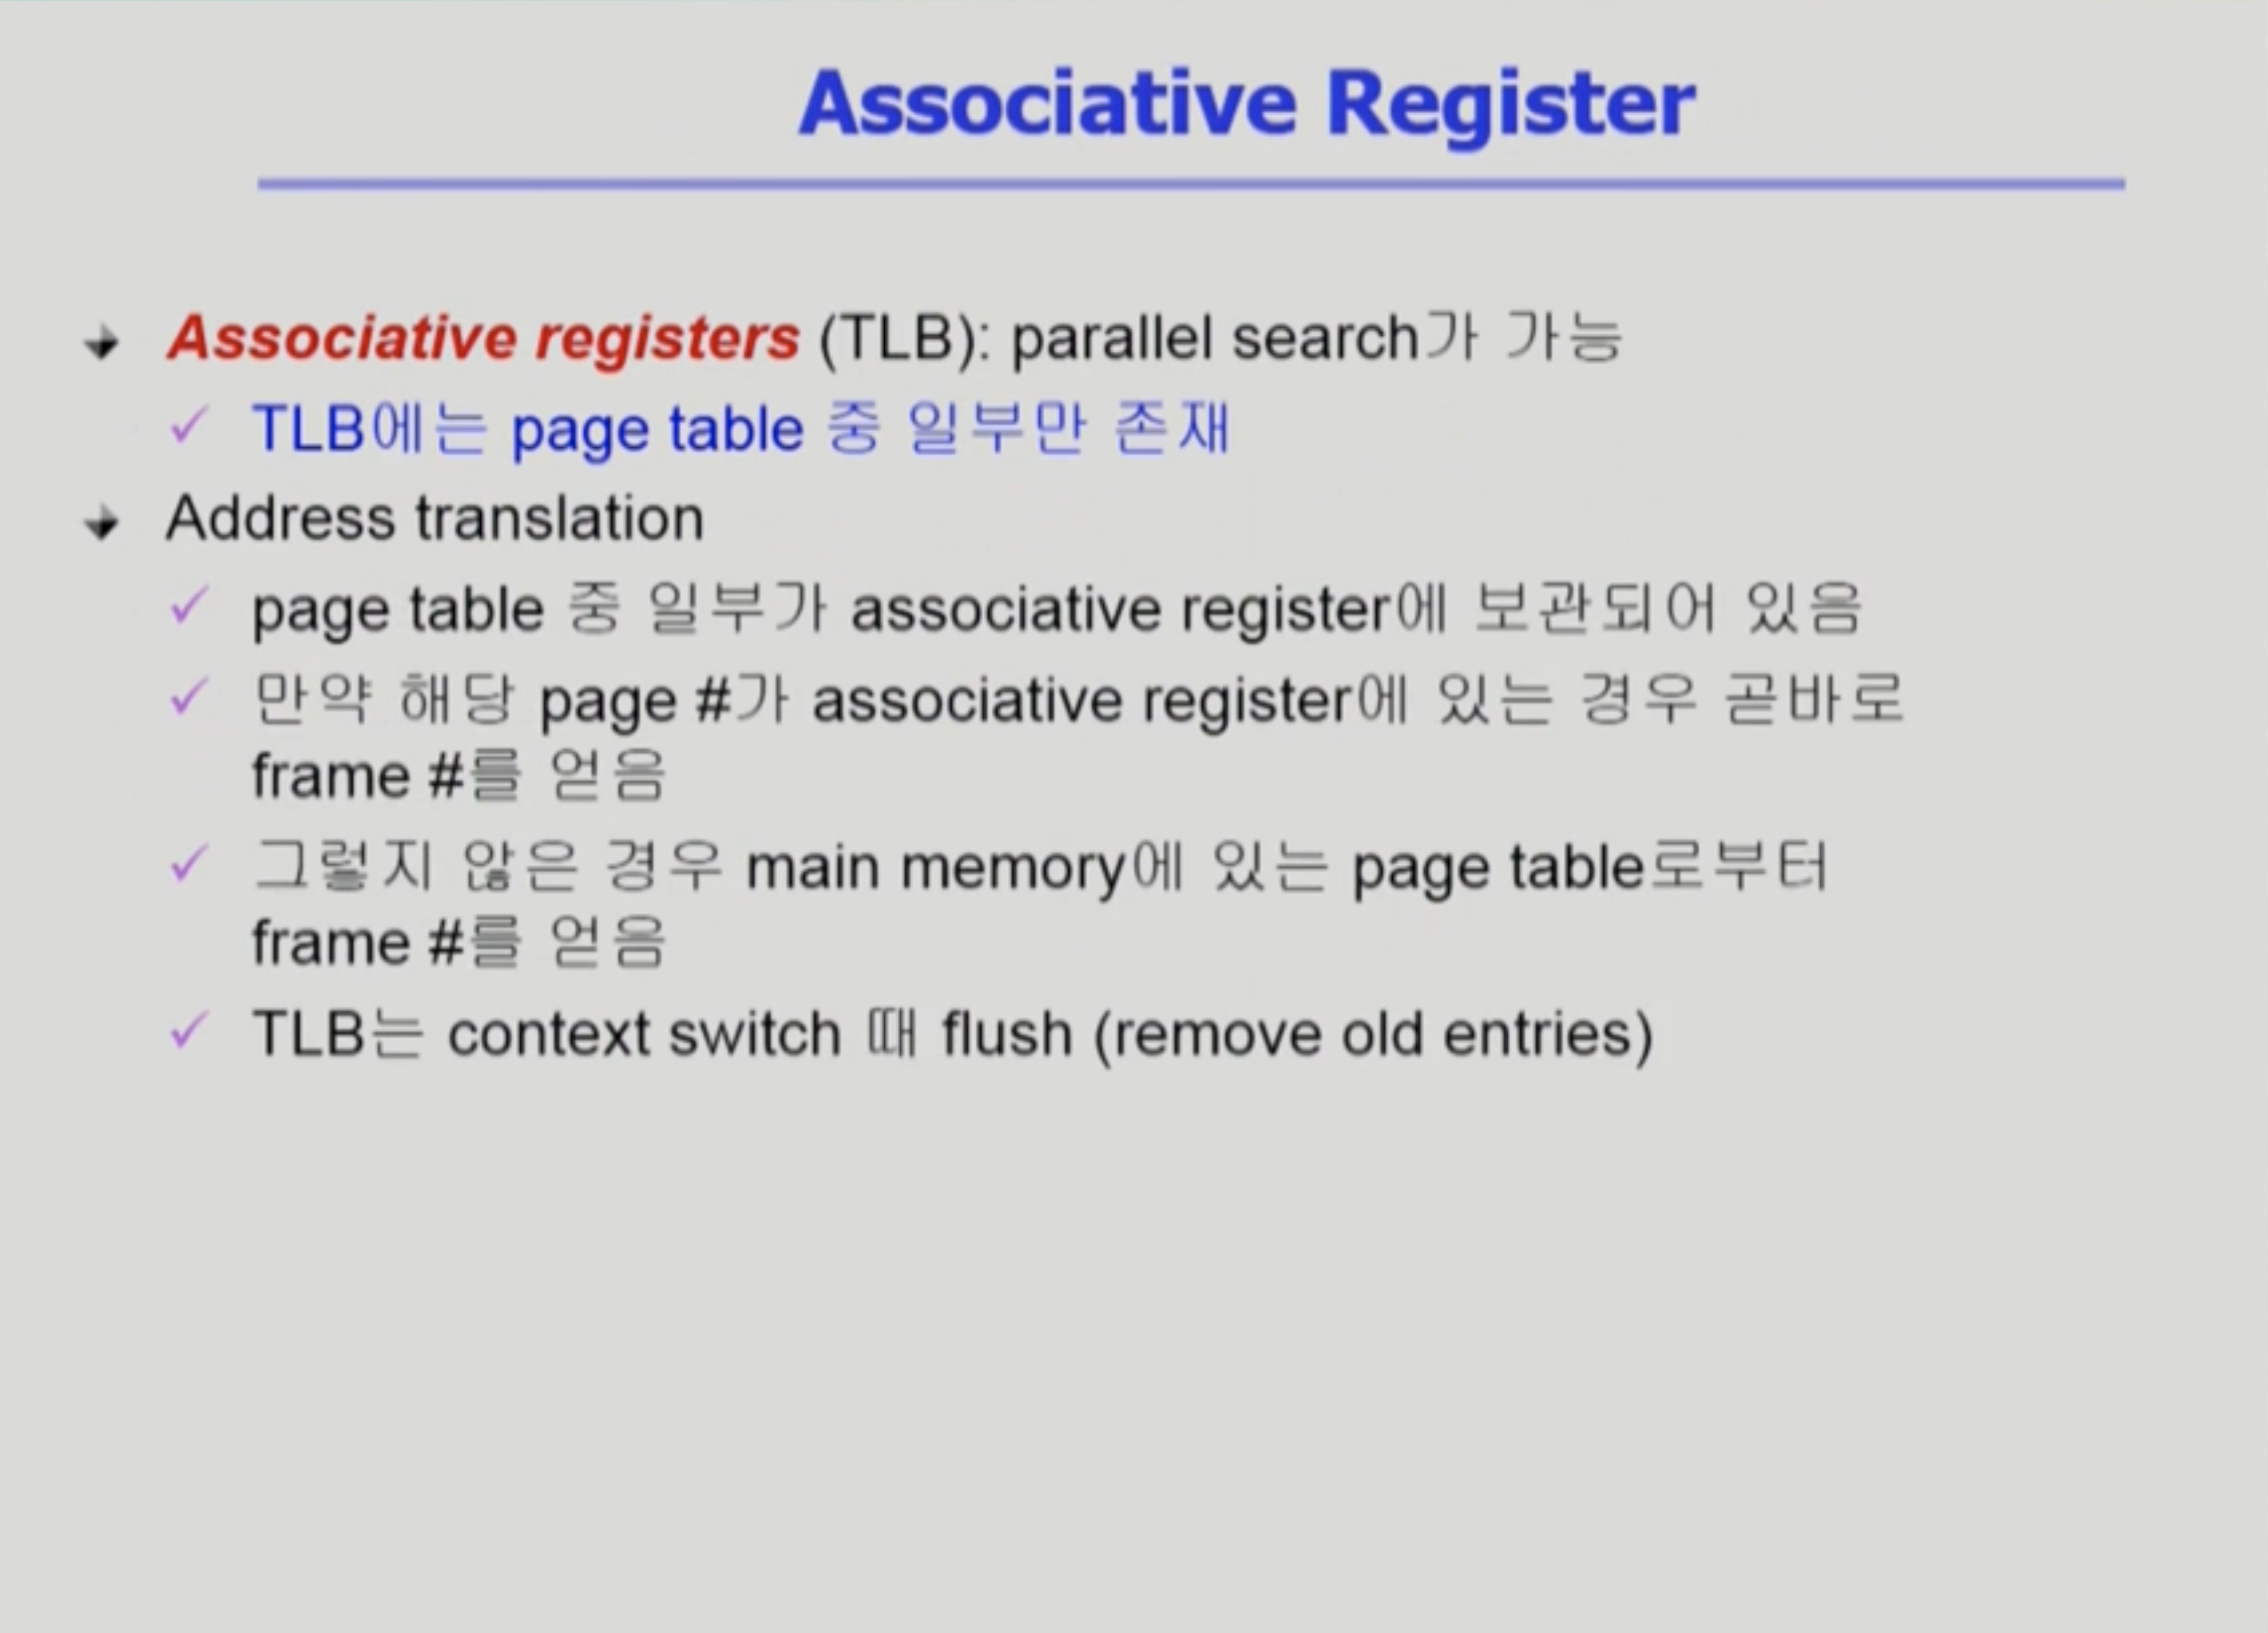 Associative Register
Associative registers (TLB): parallel search가 가능
TLB에는 page table 중 일부만 존재
Address translation
page table 중 일부가 associative register에 보관되어 있음
만약 해당 page #가 associative register에 있는 경우 곧바로
frame #를 얻음
그렇지 않은 경우 main memory에 있는 page table로부터
frame #를 얻음
TLB는 context switch 때 flush (remove old entries)